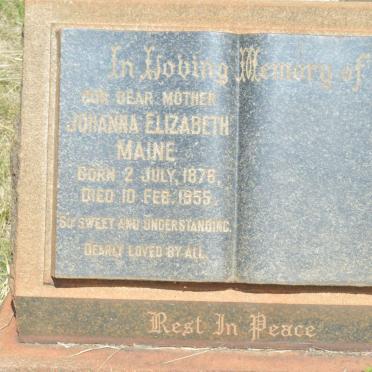 In Loving Memory of
OUR DEAR MOTHER
JOHANNA ELIZABETH
MAINE
BORN 2 JULY, 1878,
DIED 10 FEB. 1955.
SO SWEET AND UNDERSTANDING,
DEARLY LOVED BY ALL.
Rest In Peace